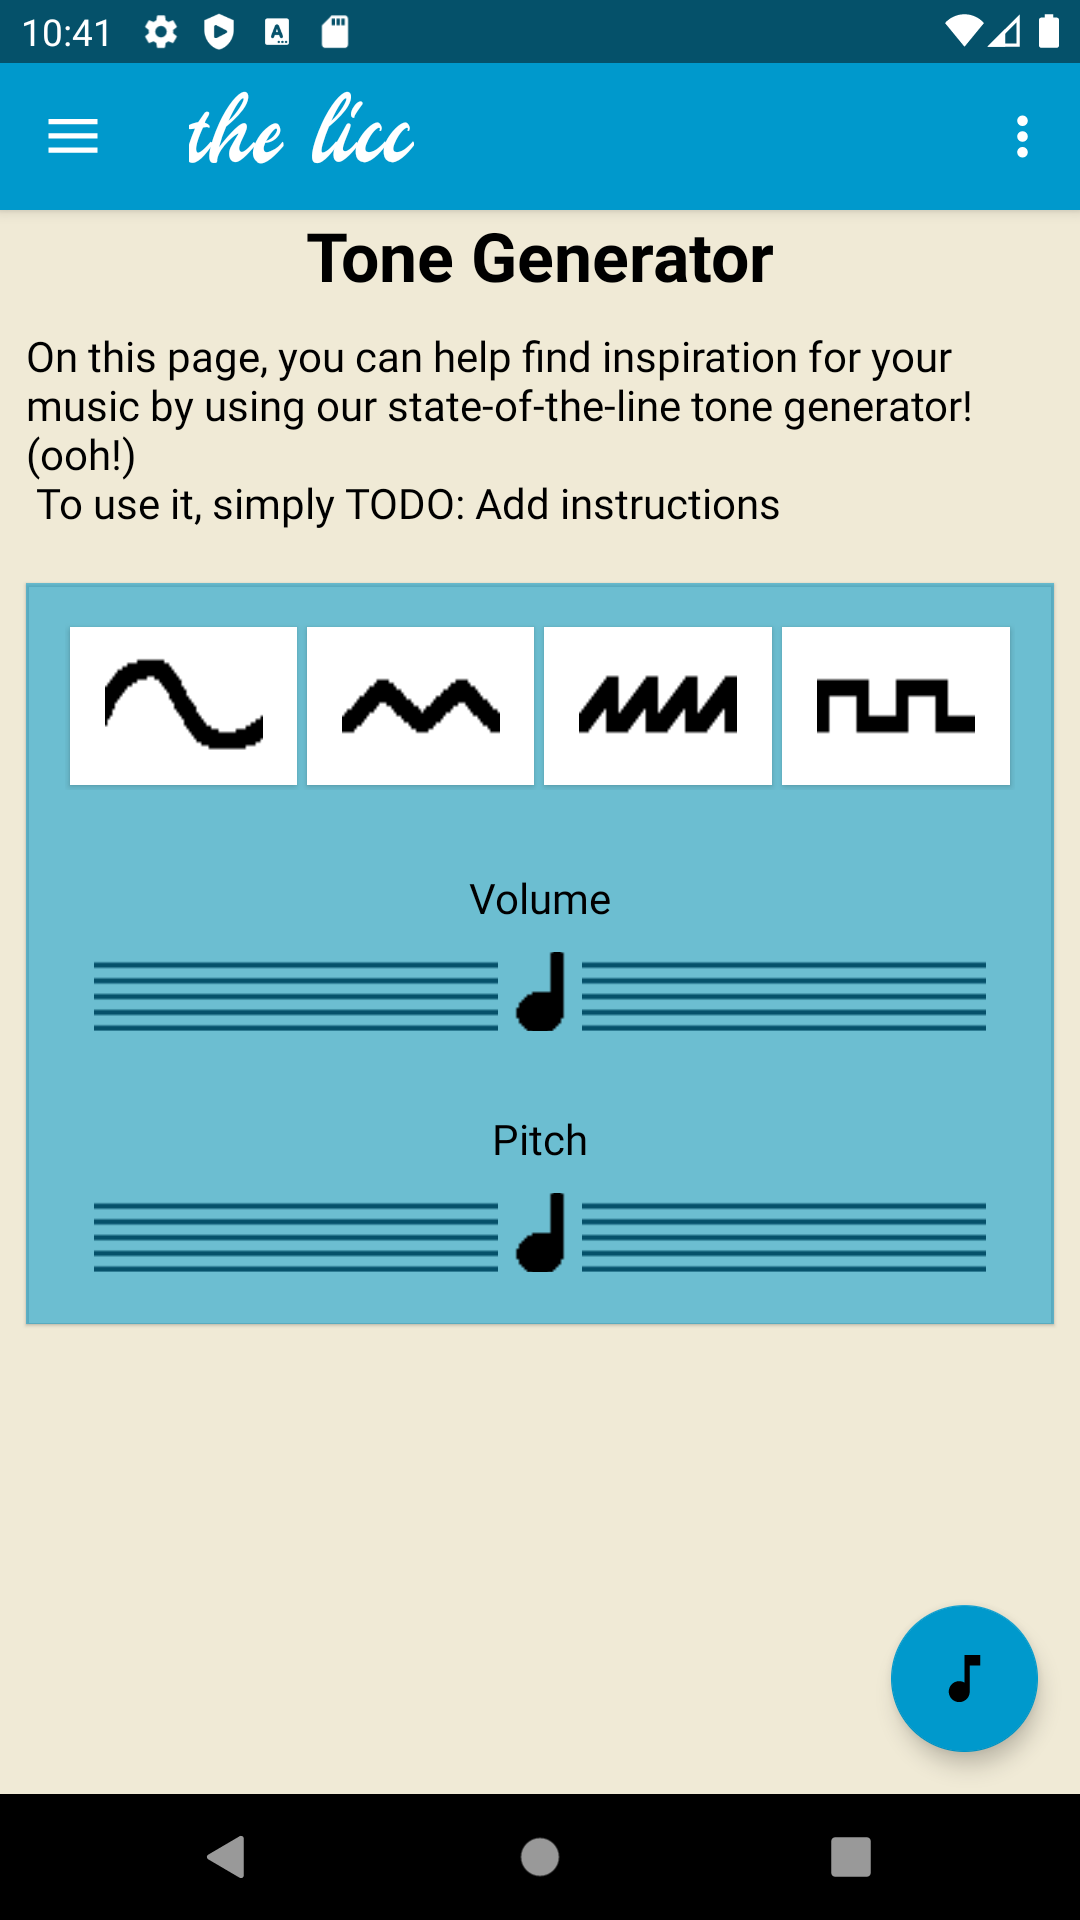 10:41
the licc
Tone Generator
On this page, you can help find inspiration for your
music by using our state-of-the-line tone generator!
(ooh!)
To use it, simply TODO: Add instructions
Volume
Pitch